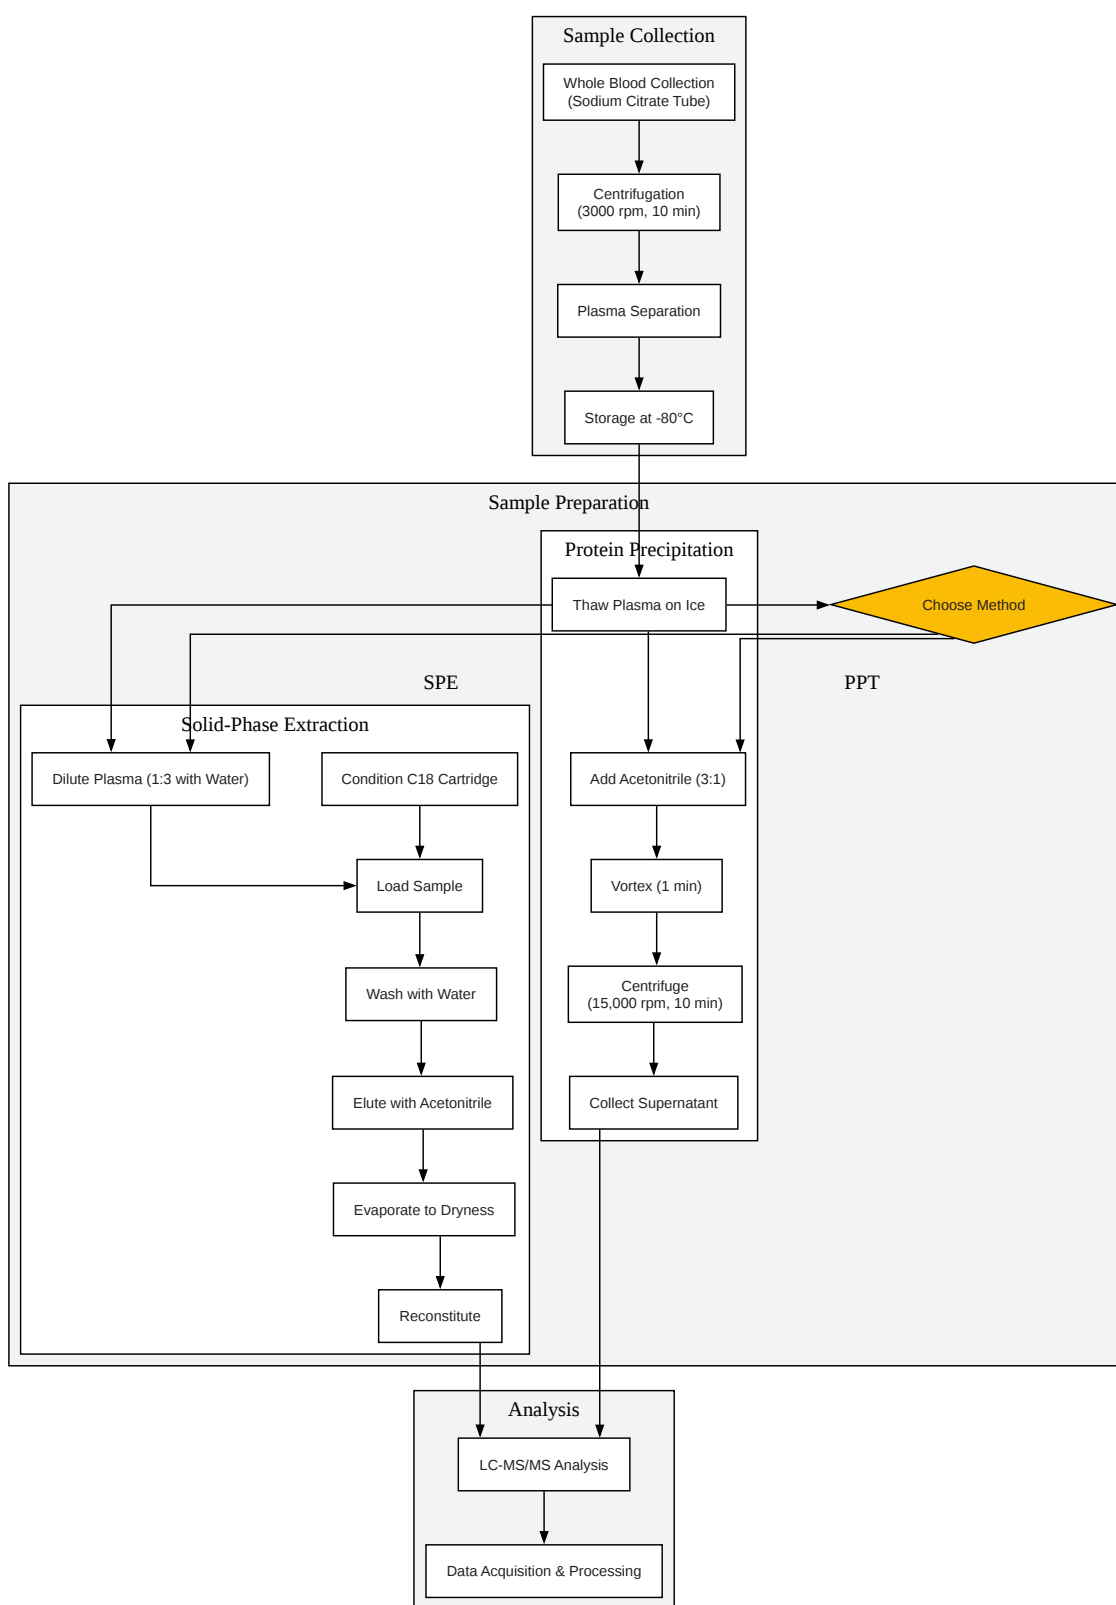 Sample Collection
Whole Blood Collection
(Sodium Citrate Tube)
Centrifugation
(3000 rpm, 10 min)
Plasma Separation
Storage at -80°C
Sample Preparation
Protein Precipitation
Thaw Plasma on Ice
Choose Method
SPE
PPT
Solid-Phase Extraction
Dilute Plasma (1:3 with Water)
Condition C18 Cartridge
Add Acetonitrile (3:1)
Load Sample
Vortex (1 min)
Wash with Water
Centrifuge
(15,000 rpm, 10 min)
Elute with Acetonitrile
Collect Supernatant
Evaporate to Dryness
Reconstitute
Analysis
LC-MS/MS Analysis
Data Acquisition & Processing